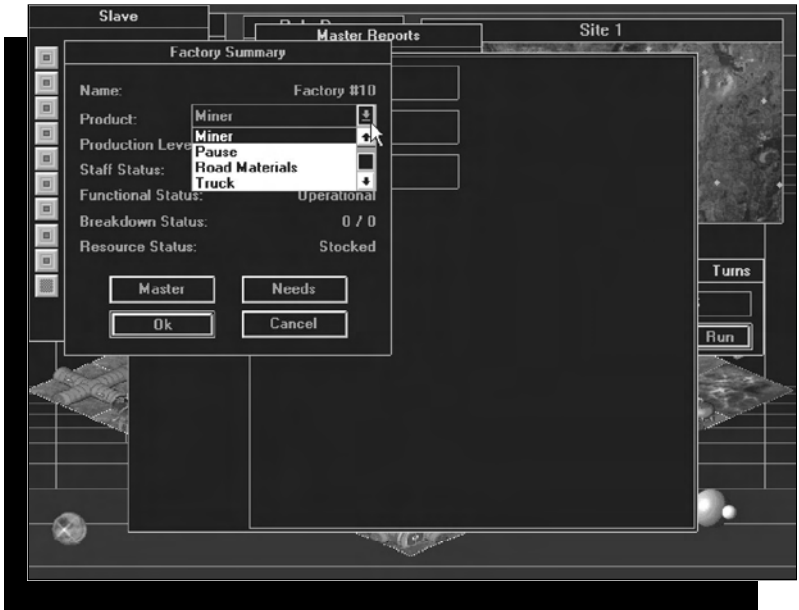 Slave
Master Reports
Site 1
Factory Summary
Name: Factory #10
Product: Miner
Miner
Pause
Road Materials
Truck
Production Leve
Staff Status:
Functional Status: Operational
Breakdown Status: 0 / 0
Resource Status: Stocked
Master Needs
Ok Cancel
Turns
Run